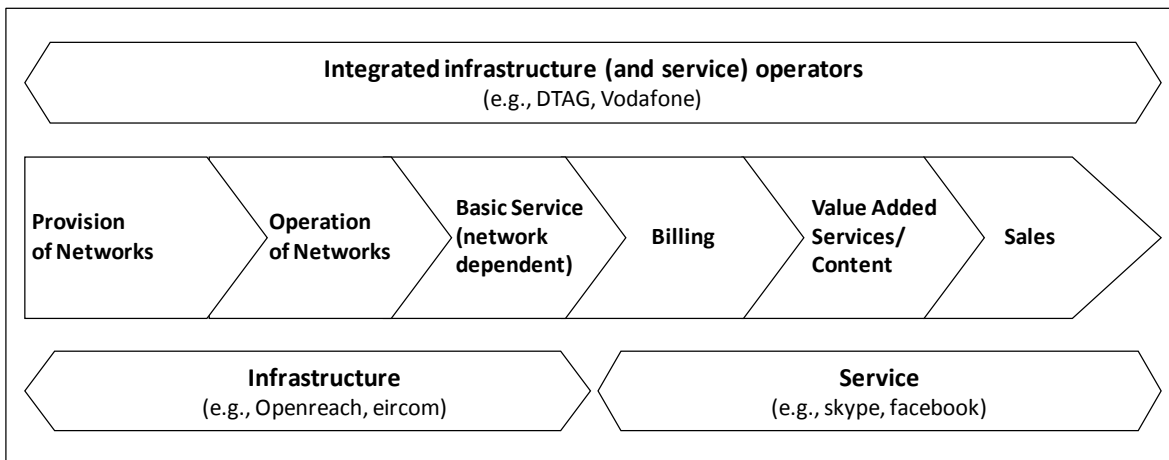 Integrated infrastructure (and service) operators
(e.g., DTAG, Vodafone)
Provision
of Networks
Operation
of Networks
Basic Service
(network
dependent)
Billing
Value Added
Services/
Content
Sales
Infrastructure
(e.g., Openreach, eircom)
Service
(e.g., skype, facebook)